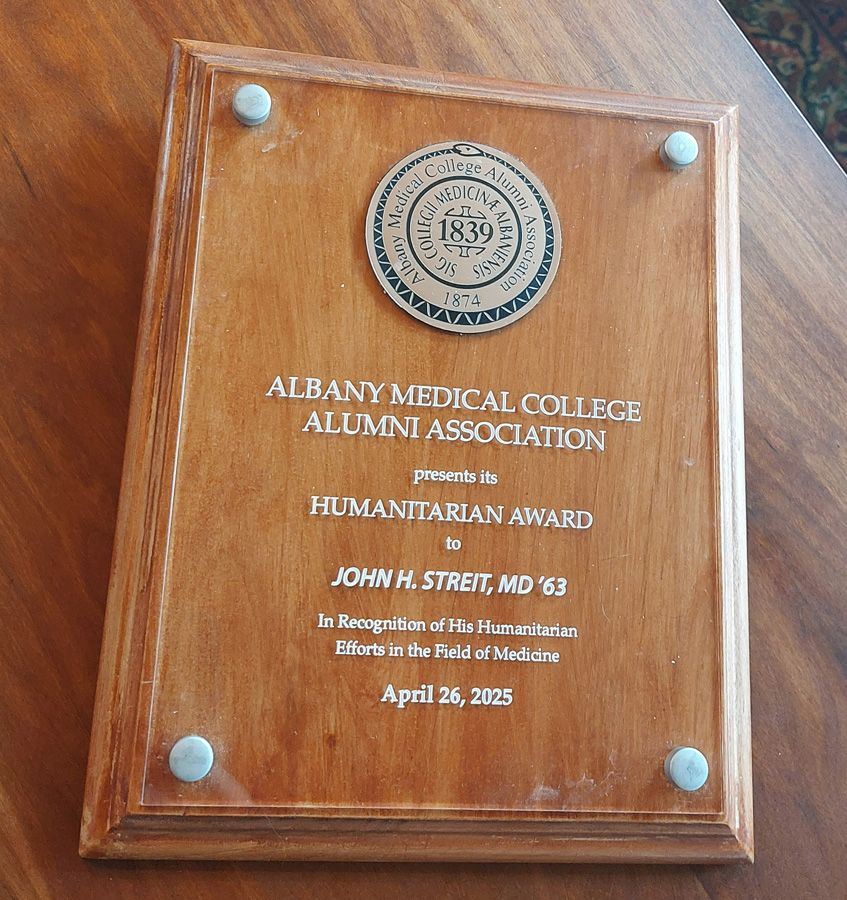 Albany Medical College Alumni Association
SIG COLLEGII MEDICINÆ ALBANIENSIS
1839
1874
ALBANY MEDICAL COLLEGE
ALUMNI ASSOCIATION
presents its
HUMANITARIAN AWARD
to
JOHN H. STREIT, MD '63
In Recognition of His Humanitarian
Efforts in the Field of Medicine
April 26, 2025